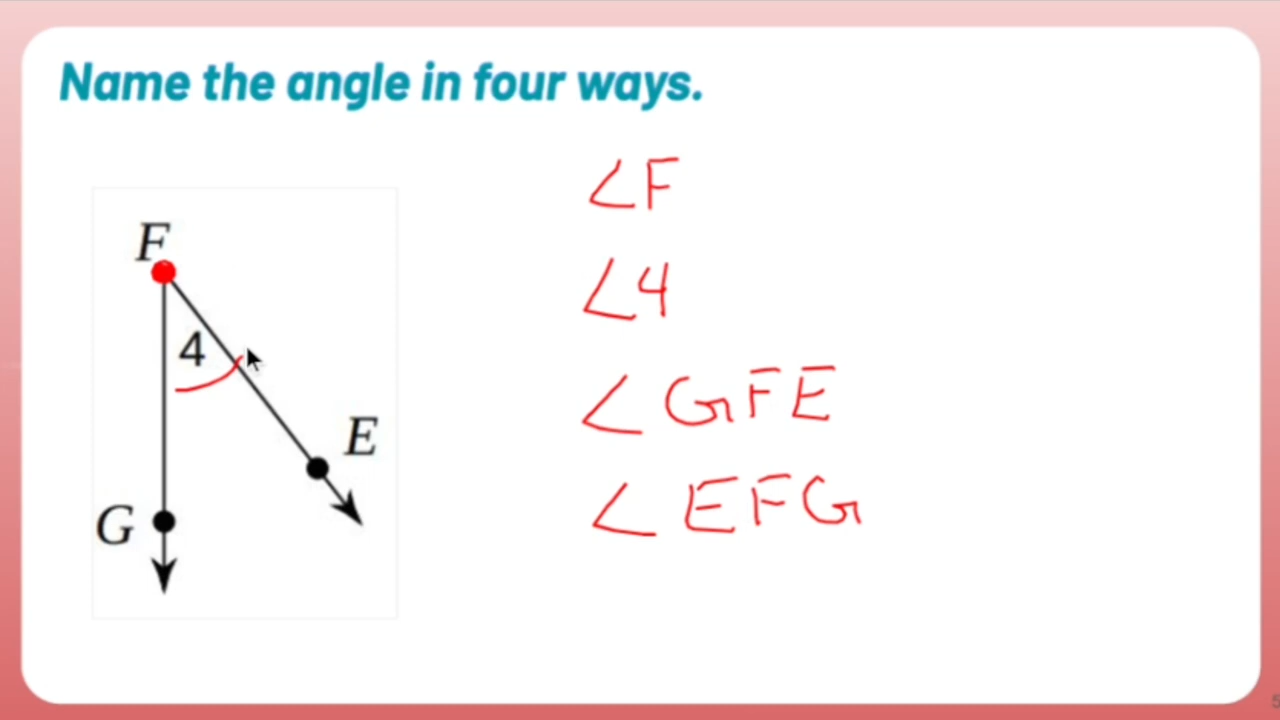 Name the angle in four ways.
F
4
E
G
∠F
∠4
∠GFE
∠EFG